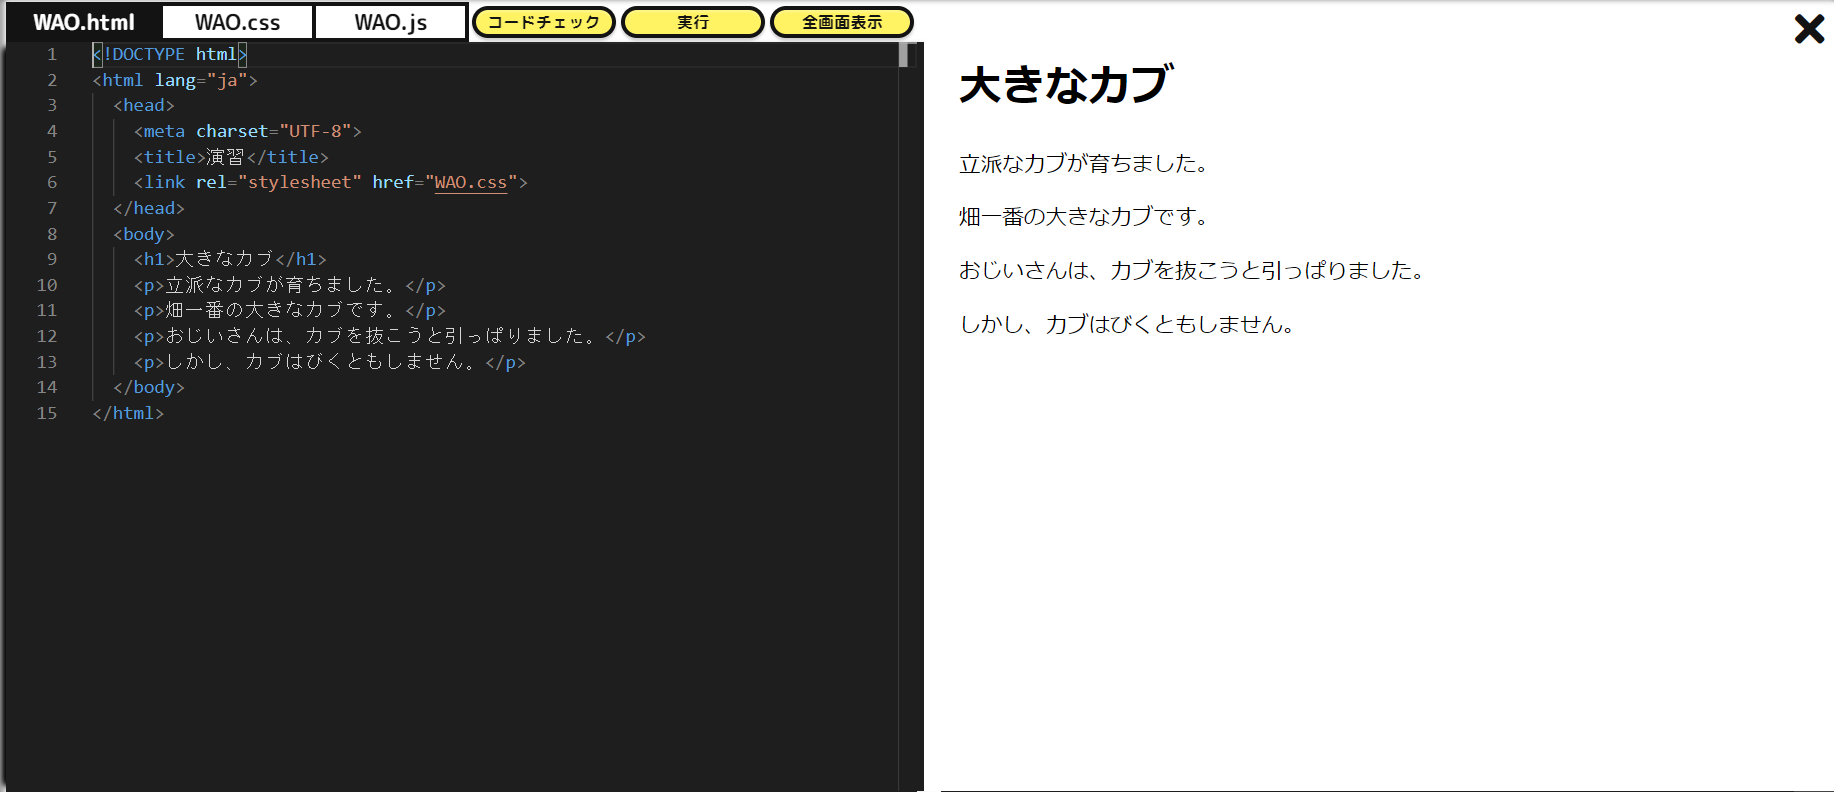 WAO.html WAO.css WAO.js コードチェック 実行 全画面表示
1 <!DOCTYPE html>
2 <html lang="ja">
3 <head>
4 <meta charset="UTF-8">
5 <title>演習</title>
6 <link rel="stylesheet" href="WAO.css">
7 </head>
8 <body>
9 <h1>大きなカブ</h1>
10 <p>立派なカブが育ちました。</p>
11 <p>畑一番の大きなカブです。</p>
12 <p>おじいさんは、カブを抜こうと引っぱりました。</p>
13 <p>しかし、カブはびくともしません。</p>
14 </body>
15 </html>
大きなカブ
立派なカブが育ちました。
畑一番の大きなカブです。
おじいさんは、カブを抜こうと引っぱりました。
しかし、カブはびくともしません。